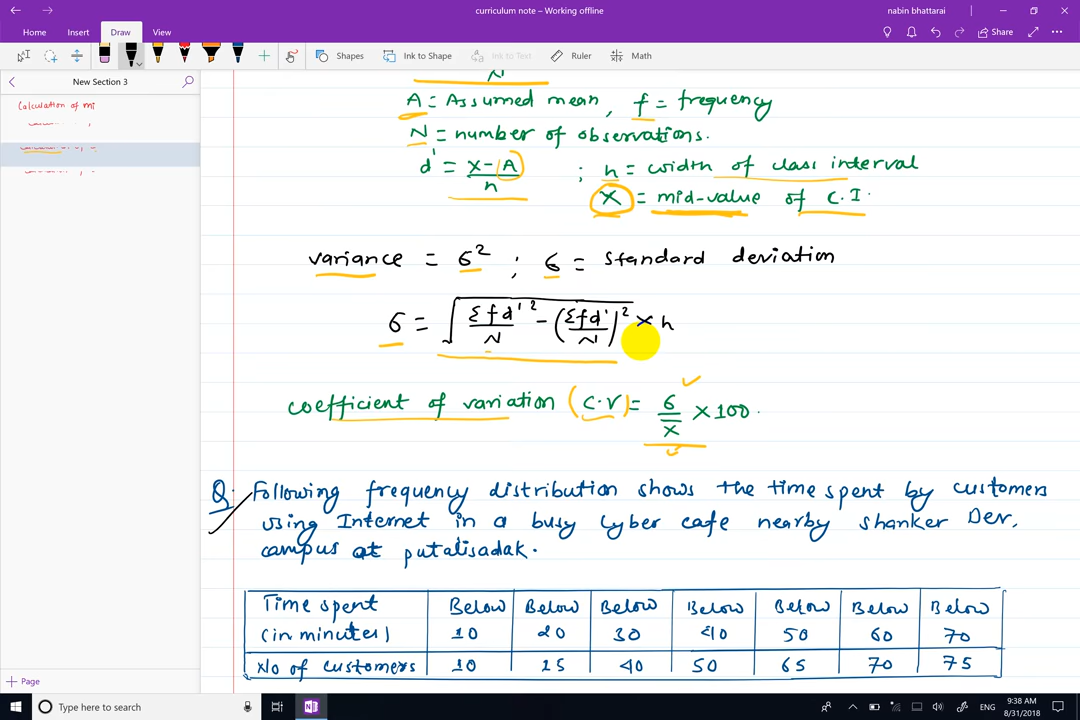 curriculum note – Working offline
nabin bhattarai
Home Insert Draw View
Share
Shapes Ink to Shape Ink to Text Ruler Math
New Section 3
Calculation of mi
A = Assumed mean, f = frequency
N = number of observations.
d' = x - A / h ; h = width of class interval
x = mid-value of C.I.
variance = σ² ; σ = standard deviation
σ = √ Σfd'²/N - (Σfd'/N)² × h
coefficient of variation (C.V) = σ/x̄ × 100.
Q. Following frequency distribution shows the time spent by customers
using Internet in a busy cyber cafe nearby shanker Dev.
campus at putalisadak.
Time spent (in minutes) Below 10 Below 20 Below 30 Below 40 Below 50 Below 60 Below 70
No of customers 10 25 40 50 65 70 75
+ Page
Type here to search
ENG
9:38 AM
8/31/2018